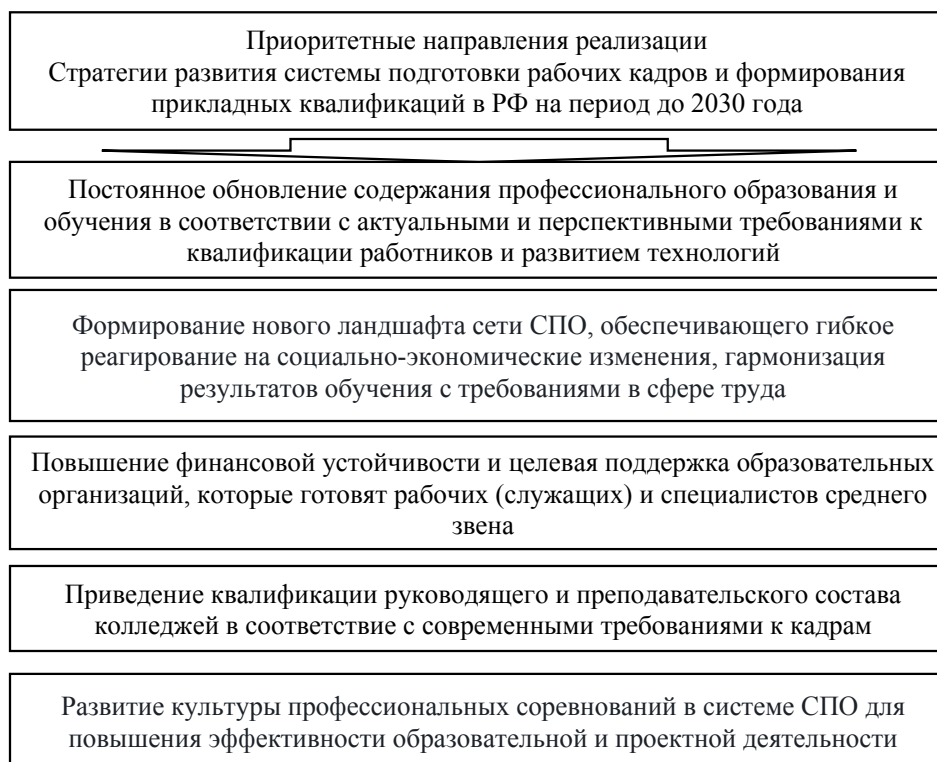 Приоритетные направления реализации
Стратегии развития системы подготовки рабочих кадров и формирования
прикладных квалификаций в РФ на период до 2030 года
Постоянное обновление содержания профессионального образования и
обучения в соответствии с актуальными и перспективными требованиями к
квалификации работников и развитием технологий
Формирование нового ландшафта сети СПО, обеспечивающего гибкое
реагирование на социально-экономические изменения, гармонизация
результатов обучения с требованиями в сфере труда
Повышение финансовой устойчивости и целевая поддержка образовательных
организаций, которые готовят рабочих (служащих) и специалистов среднего
звена
Приведение квалификации руководящего и преподавательского состава
колледжей в соответствие с современными требованиями к кадрам
Развитие культуры профессиональных соревнований в системе СПО для
повышения эффективности образовательной и проектной деятельности